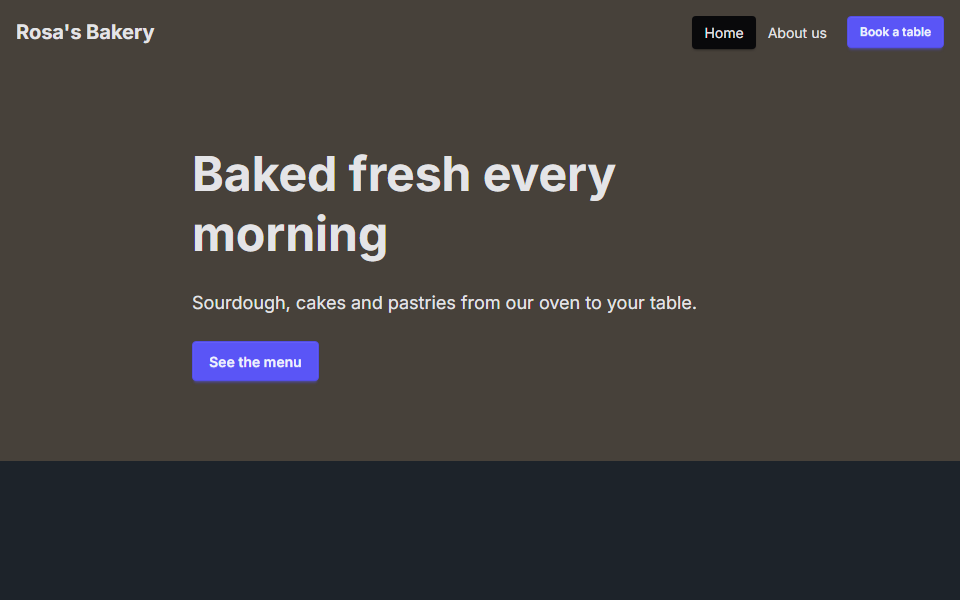 Rosa's Bakery
Home
About us
Book a table
Baked fresh every
morning
Sourdough, cakes and pastries from our oven to your table.
See the menu